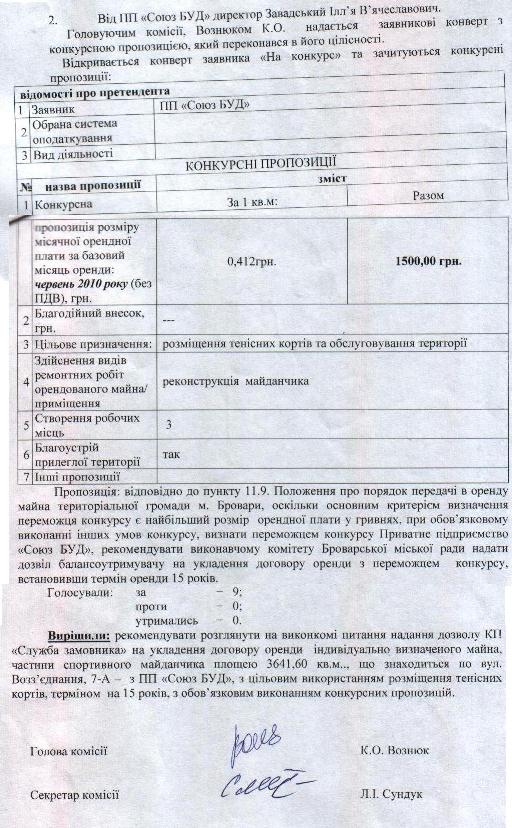 2. Від ПП «Союз БУД» директор Завадський Ілл’я В’ячеславович.
Головуючим комісії, Вознюком К.О. надається заявникові конверт з
конкурсною пропозицією, який переконався в його цілісності.
Відкривається конверт заявника «На конкурс» та зачитуються конкурсні
пропозиції:
відомості про претендента
1 Заявник ПП «Союз БУД»
2 Обрана система
оподаткування
3 Вид діяльності
КОНКУРСНІ ПРОПОЗИЦІЇ
№ назва пропозиції зміст
1 Конкурсна За 1 кв.м: Разом
пропозиція розміру
місячної орендної
плати за базовий
місяць оренди:
червень 2010 року (без
ПДВ), грн.
0,412грн. 1500,00 грн.
2 Благодійний внесок,
грн.
---
3 Цільове призначення: розміщення тенісних кортів та обслуговування території
4 Здійснення видів
ремонтних робіт
орендованого майна/
приміщення
реконструкція майданчика
5 Створення робочих
місць
3
6 Благоустрій
прилеглої території
так
7 Інші пропозиції
Пропозиція: відповідно до пункту 11.9. Положення про порядок передачі в оренду
майна територіальної громади м. Бровари, оскільки основним критерієм визначення
переможця конкурсу є найбільший розмір орендної плати у гривнях, при обов’язковому
виконанні інших умов конкурсу, визнати переможцем конкурсу Приватне підприємство
«Союз БУД», рекомендувати виконавчому комітету Броварської міської ради надати
дозвіл балансоутримувачу на укладення договору оренди з переможцем конкурсу,
встановивши термін оренди 15 років.
Голосували: за – 9;
проти – 0;
утримались – 0.
Вирішили: рекомендувати розглянути на виконкомі питання надання дозволу КП
«Служба замовника» на укладення договору оренди індивідуально визначеного майна,
частини спортивного майданчика площею 3641,60 кв.м.., що знаходиться по вул.
Возз’єднання, 7-А – з ПП «Союз БУД», з цільовим використанням розміщення тенісних
кортів, терміном на 15 років, з обов’язковим виконанням конкурсних пропозицій.
Голова комісії К.О. Вознюк
Секретар комісії Л.І. Сундук